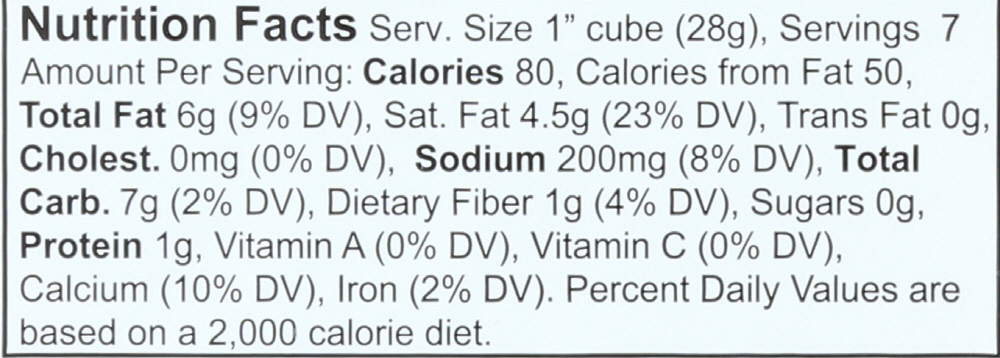 Nutrition Facts Serv. Size 1” cube (28g), Servings 7
Amount Per Serving: Calories 80, Calories from Fat 50,
Total Fat 6g (9% DV), Sat. Fat 4.5g (23% DV), Trans Fat 0g,
Cholest. 0mg (0% DV), Sodium 200mg (8% DV), Total
Carb. 7g (2% DV), Dietary Fiber 1g (4% DV), Sugars 0g,
Protein 1g, Vitamin A (0% DV), Vitamin C (0% DV),
Calcium (10% DV), Iron (2% DV). Percent Daily Values are
based on a 2,000 calorie diet.